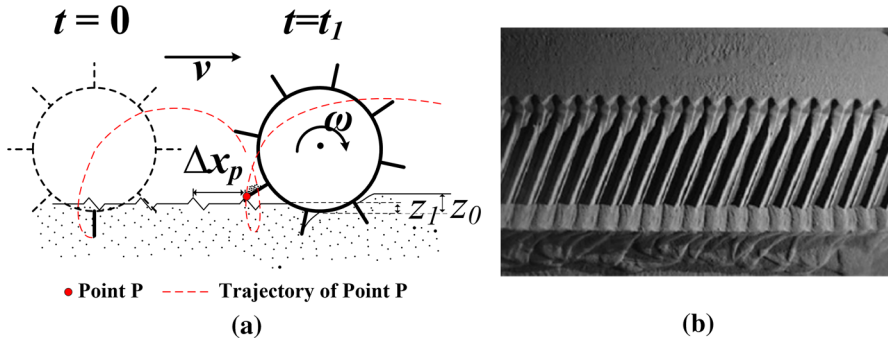 t = 0
t=t1
v
ω
Δxp
z1 z0
Point P
Trajectory of Point P
(a)
(b)